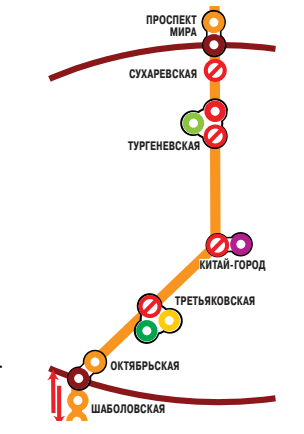 ПРОСПЕКТ
МИРА
СУХАРЕВСКАЯ
ТУРГЕНЕВСКАЯ
КИТАЙ-ГОРОД
ТРЕТЬЯКОВСКАЯ
ОКТЯБРЬСКАЯ
ШАБОЛОВСКАЯ